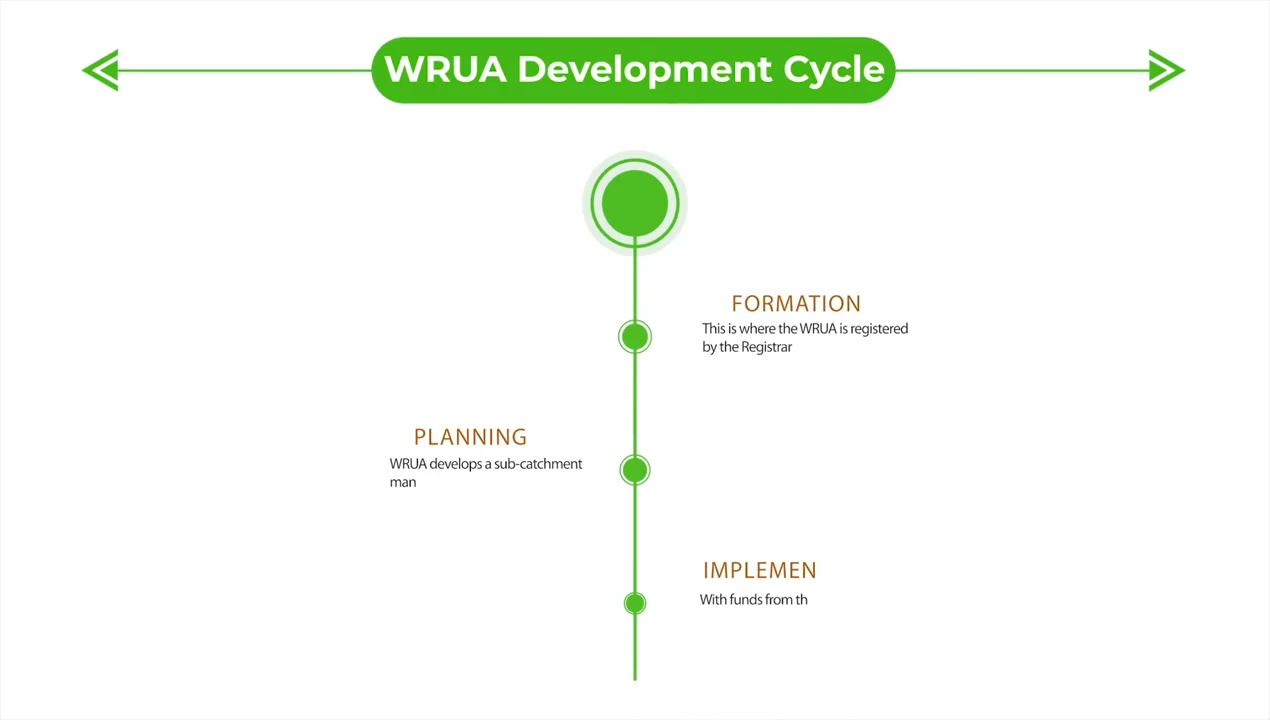 WRUA Development Cycle
FORMATION
This is where the WRUA is registered
by the Registrar
PLANNING
WRUA develops a sub-catchment
man
IMPLEMEN
With funds from th